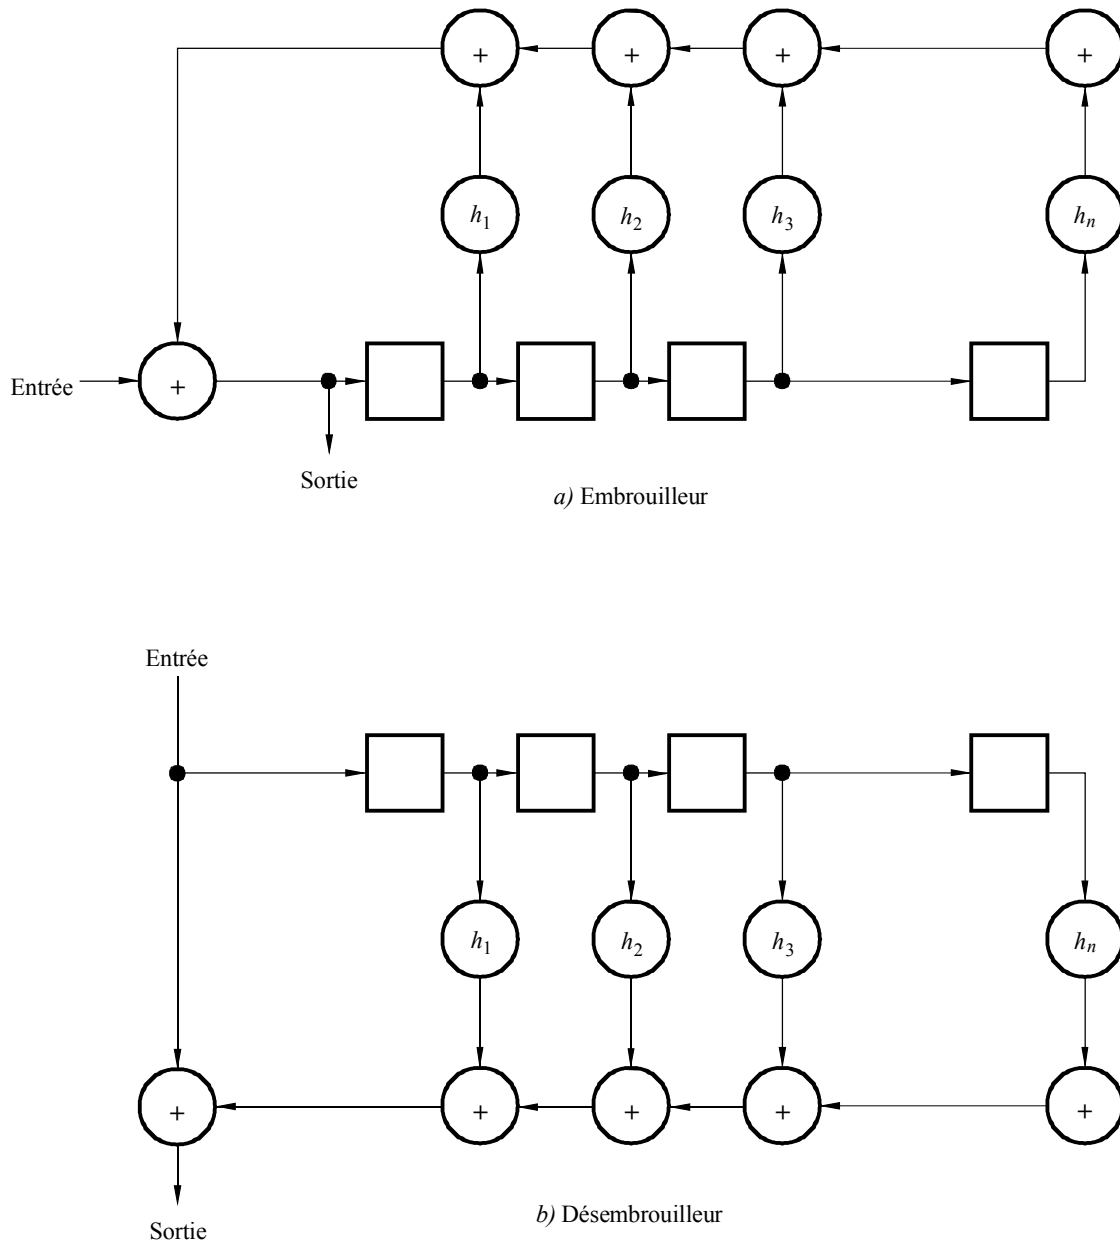 + + + +
h1 h2 h3 hn
Entrée +
Sortie
a) Embrouilleur
Entrée
h1 h2 h3 hn
+ + + + +
Sortie
b) Désembrouilleur